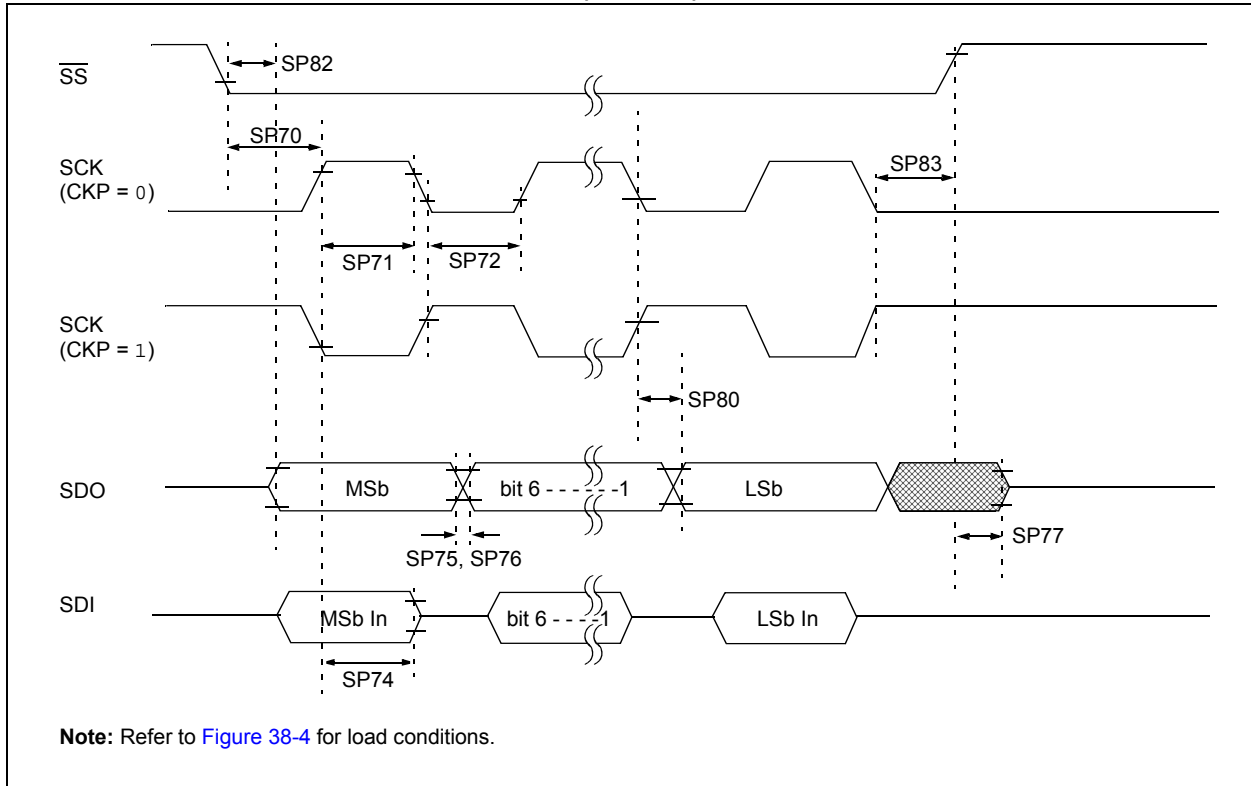 SS
SP82
SP70
SCK
(CKP = 0)
SP83
SP71
SP72
SCK
(CKP = 1)
SP80
SDO
MSb
bit 6 - - - - - - -1
LSb
SP75, SP76
SP77
SDI
MSb In
bit 6 - - - - -1
LSb In
SP74
Note: Refer to Figure 38-4 for load conditions.